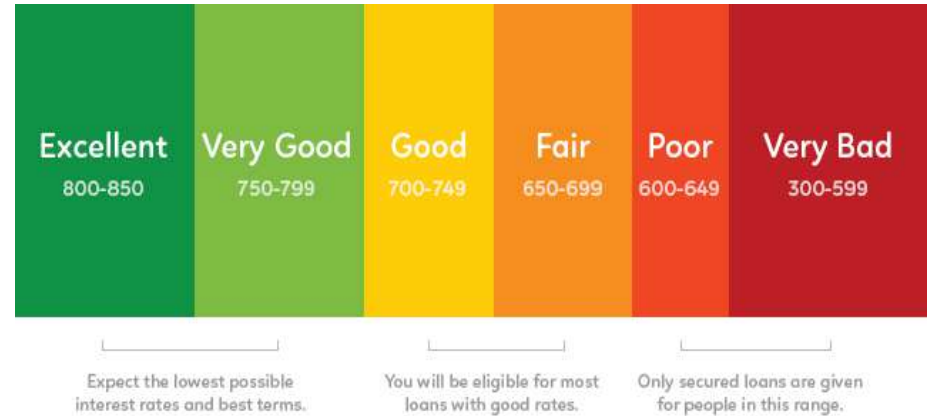 Excellent
800-850
Very Good
750-799
Good
700-749
Fair
650-699
Poor
600-649
Very Bad
300-599
Expect the lowest possible
interest rates and best terms.
You will be eligible for most
loans with good rates.
Only secured loans are given
for people in this range.